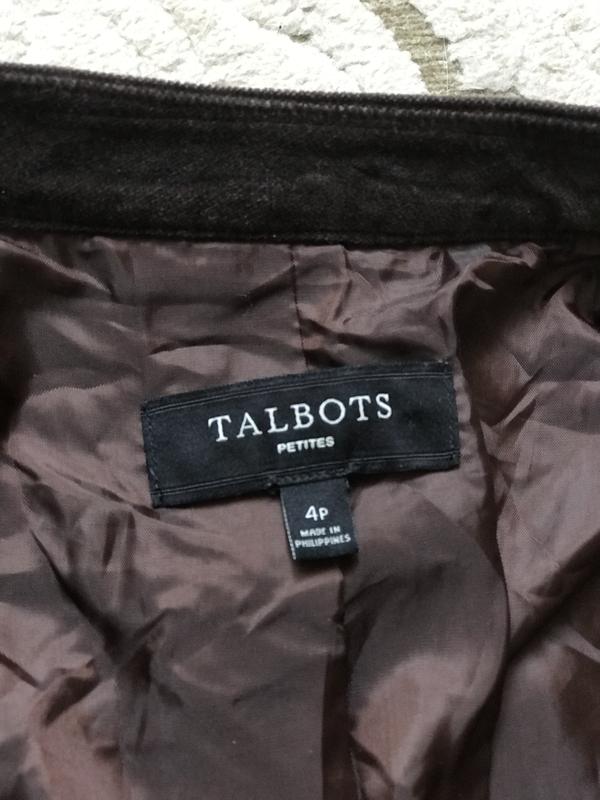 TALBOTS
PETITES
4P
MADE IN
PHILIPPINES